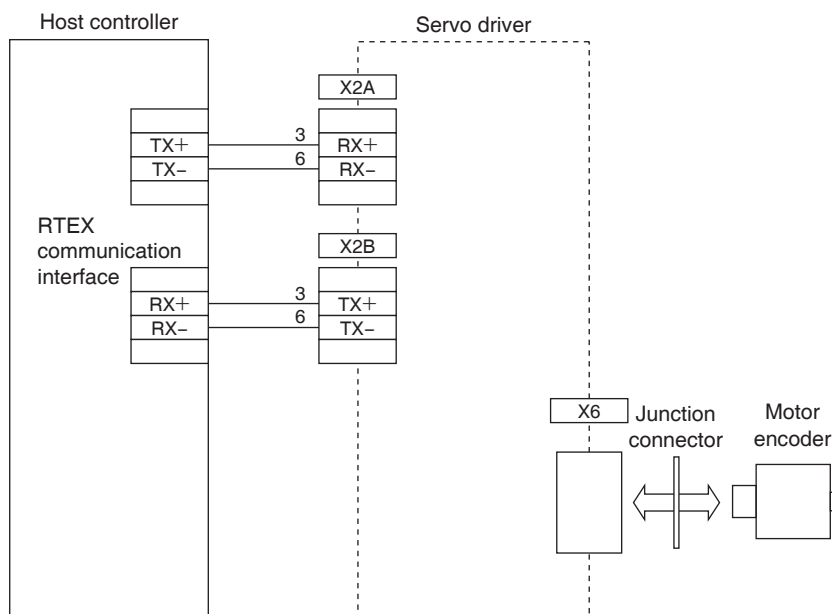 Host controller
Servo driver
X2A
TX+
3
RX+
TX−
6
RX−
RTEX
communication
interface
X2B
RX+
3
TX+
RX−
6
TX−
X6
Junction
connector
Motor
encoder